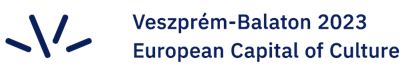 Veszprém-Balaton 2023
European Capital of Culture